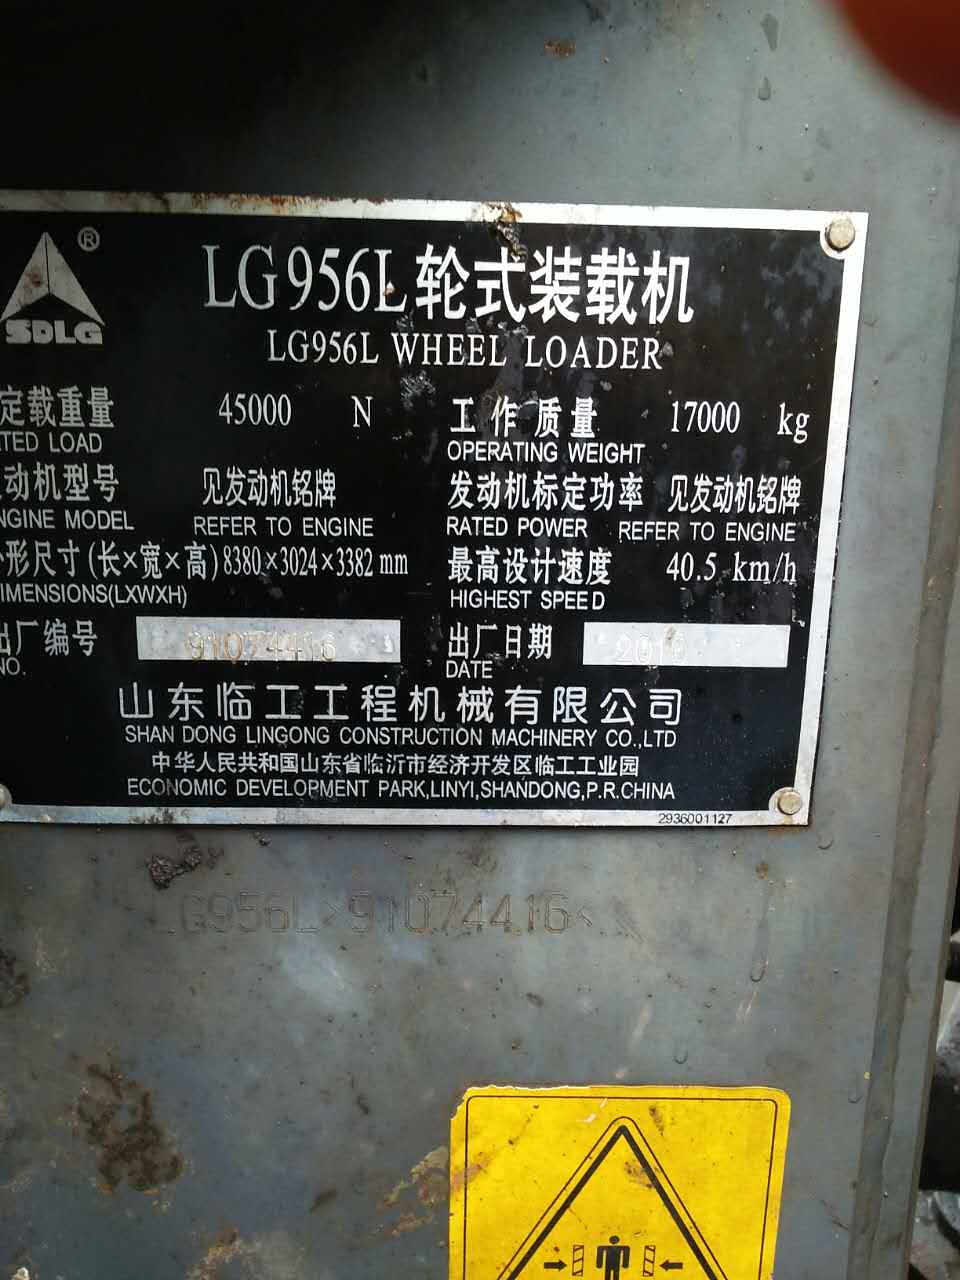 ®
SDLG
LG956L轮式装载机
LG956L WHEEL LOADER
定载重量 45000 N 工作质量 17000 kg
TED LOAD OPERATING WEIGHT
动机型号 见发动机铭牌 发动机标定功率 见发动机铭牌
NGINE MODEL REFER TO ENGINE RATED POWER REFER TO ENGINE
形尺寸(长×宽×高)8380×3024×3382 mm 最高设计速度 40.5 km/h
IMENSIONS(LXWXH) HIGHEST SPEED
出厂编号 91074416 出厂日期
NO. DATE
山东临工工程机械有限公司
SHAN DONG LINGONG CONSTRUCTION MACHINERY CO.,LTD
中华人民共和国山东省临沂市经济开发区临工工业园
ECONOMIC DEVELOPMENT PARK,LINYI,SHANDONG,P.R.CHINA
2936001127
LG956L>91074416<